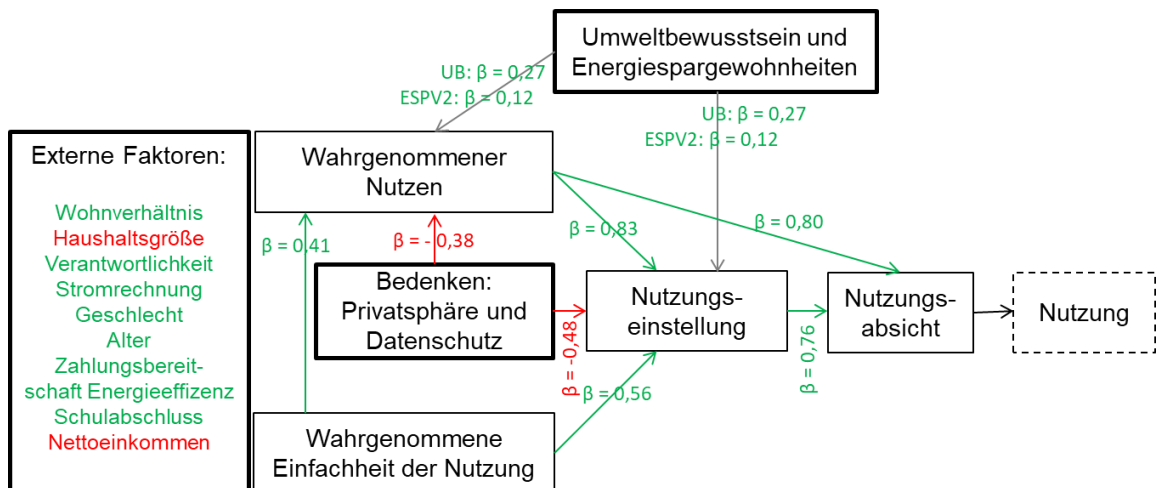 Umweltbewusstsein und
Energiespargewohnheiten
UB: β = 0,27
ESPV2: β = 0,12
UB: β = 0,27
ESPV2: β = 0,12
Externe Faktoren:
Wohnverhältnis
Haushaltsgröße
Verantwortlichkeit
Stromrechnung
Geschlecht
Alter
Zahlungsbereit-
schaft Energieeffizenz
Schulabschluss
Nettoeinkommen
Wahrgenommener
Nutzen
β = 0,41
β = - 0,38
β = 0,83
β = 0,80
Bedenken:
Privatsphäre und
Datenschutz
β = -0,48
Nutzungs-
einstellung
β = 0,76
Nutzungs-
absicht
Nutzung
β = 0,56
Wahrgenommene
Einfachheit der Nutzung